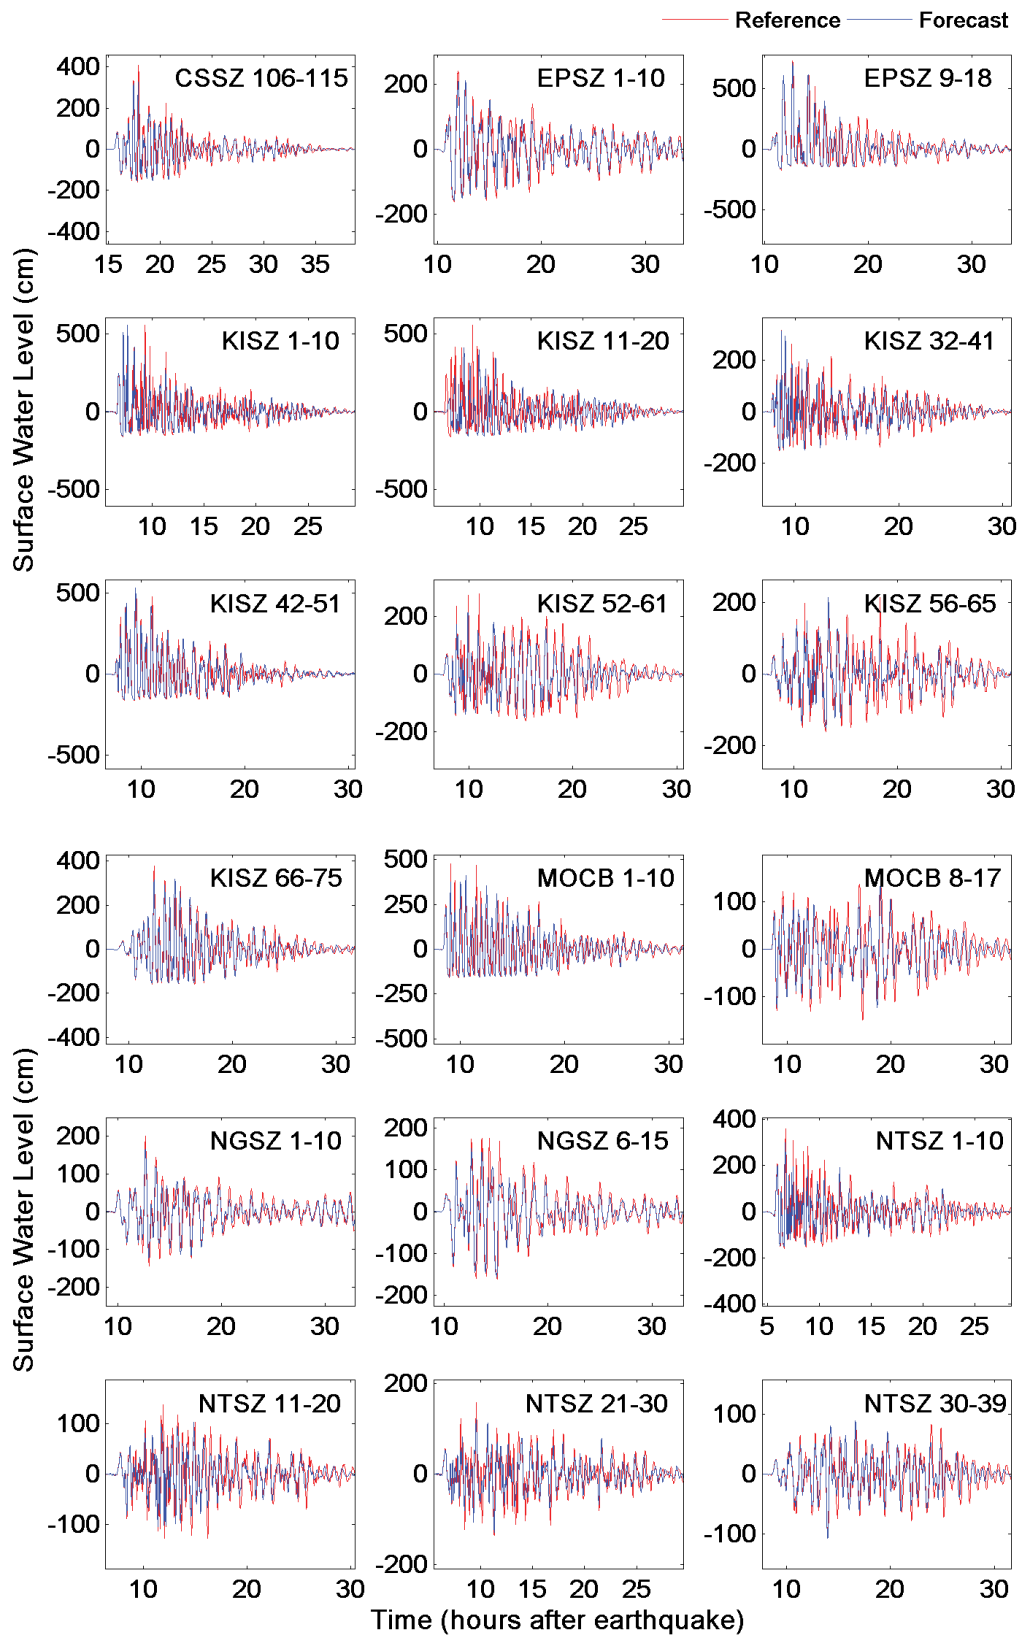 Reference Forecast
CSSZ 106-115
400
200
0
-200
-400
15 20 25 30 35
EPSZ 1-10
200
0
-200
10 20 30
EPSZ 9-18
500
0
-500
10 20 30
Surface Water Level (cm)
KISZ 1-10
500
0
-500
10 15 20 25
KISZ 11-20
500
0
-500
10 15 20 25
KISZ 32-41
200
0
-200
10 20 30
KISZ 42-51
500
0
-500
10 20 30
KISZ 52-61
200
0
-200
10 20 30
KISZ 56-65
200
0
-200
10 20 30
KISZ 66-75
400
200
0
-200
-400
10 20 30
MOCB 1-10
500
250
0
-250
-500
10 20 30
MOCB 8-17
100
0
-100
10 20 30
Surface Water Level (cm)
NGSZ 1-10
200
100
0
-100
-200
10 20 30
NGSZ 6-15
200
100
0
-100
-200
10 20 30
NTSZ 1-10
400
200
0
-200
-400
5 10 15 20 25
NTSZ 11-20
100
0
-100
10 20 30
NTSZ 21-30
200
0
-200
10 15 20 25
NTSZ 30-39
100
0
-100
10 20 30
Time (hours after earthquake)